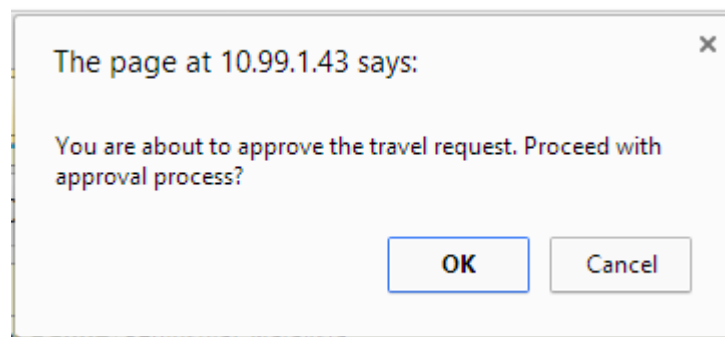 The page at 10.99.1.43 says:
You are about to approve the travel request. Proceed with
approval process?
OK
Cancel